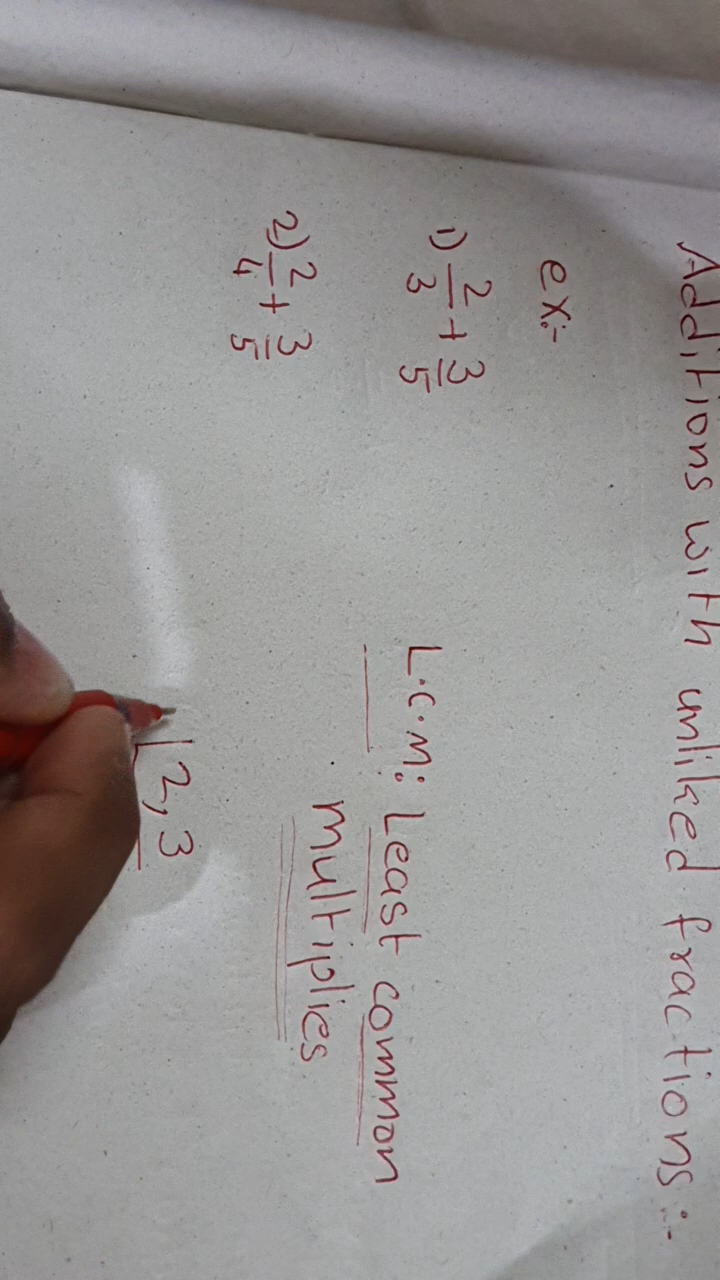 Additions with unliked fractions:-
ex:-
1) 2/3 + 3/5
2) 2/4 + 3/5
L.C.M: Least common
multiplies
2, 3